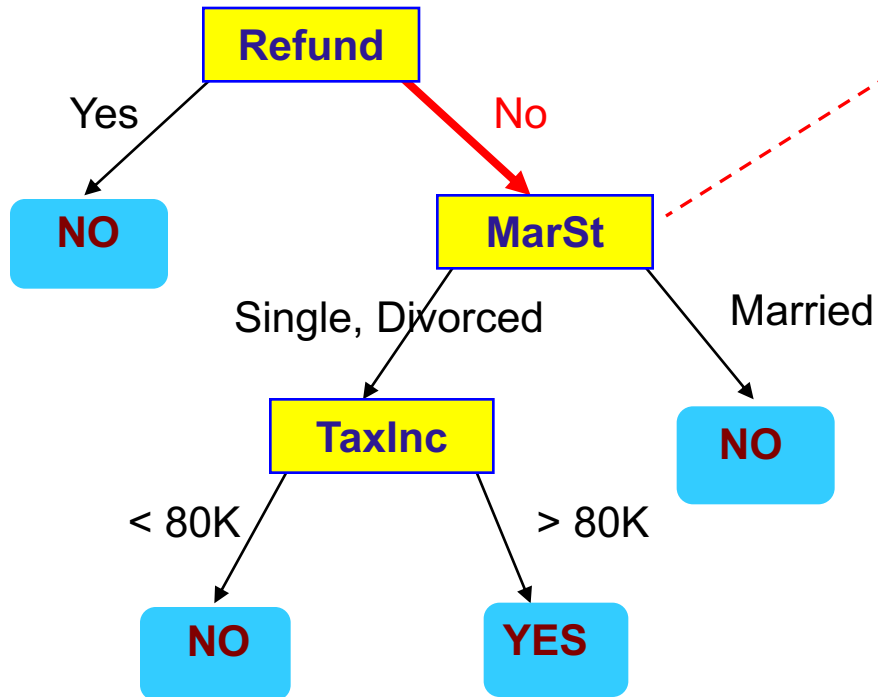 Refund
Yes
No
NO
MarSt
Single, Divorced
Married
TaxInc
NO
< 80K
> 80K
NO
YES